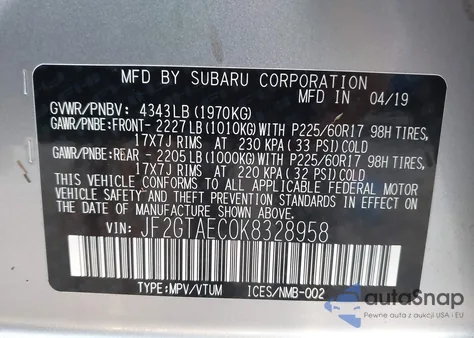 MFD BY SUBARU CORPORATION
MFD IN 04/19
GVWR/PNBV: 4343LB(1970KG)
GAWR/PNBE:FRONT- 2227LB(1010KG)WITH P225/60R17 98H TIRES,
17X7J RIMS AT 230 KPA( 33 PSI)COLD
GAWR/PNBE:REAR - 2205LB(1000KG)WITH P225/60R17 98H TIRES,
17X7J RIMS AT 220 KPA( 32 PSI)COLD
THIS VEHICLE CONFORMS TO ALL APPLICABLE FEDERAL MOTOR
VEHICLE SAFETY AND THEFT PREVENTION STANDARDS IN EFFECT ON
THE DATE OF MANUFACTURE SHOWN ABOVE.
VIN: JF2GTAEC0K8328958
TYPE:MPV/VTUM ICES/NMB-002
autoSnap
Pewne auta z aukcji USA i EU